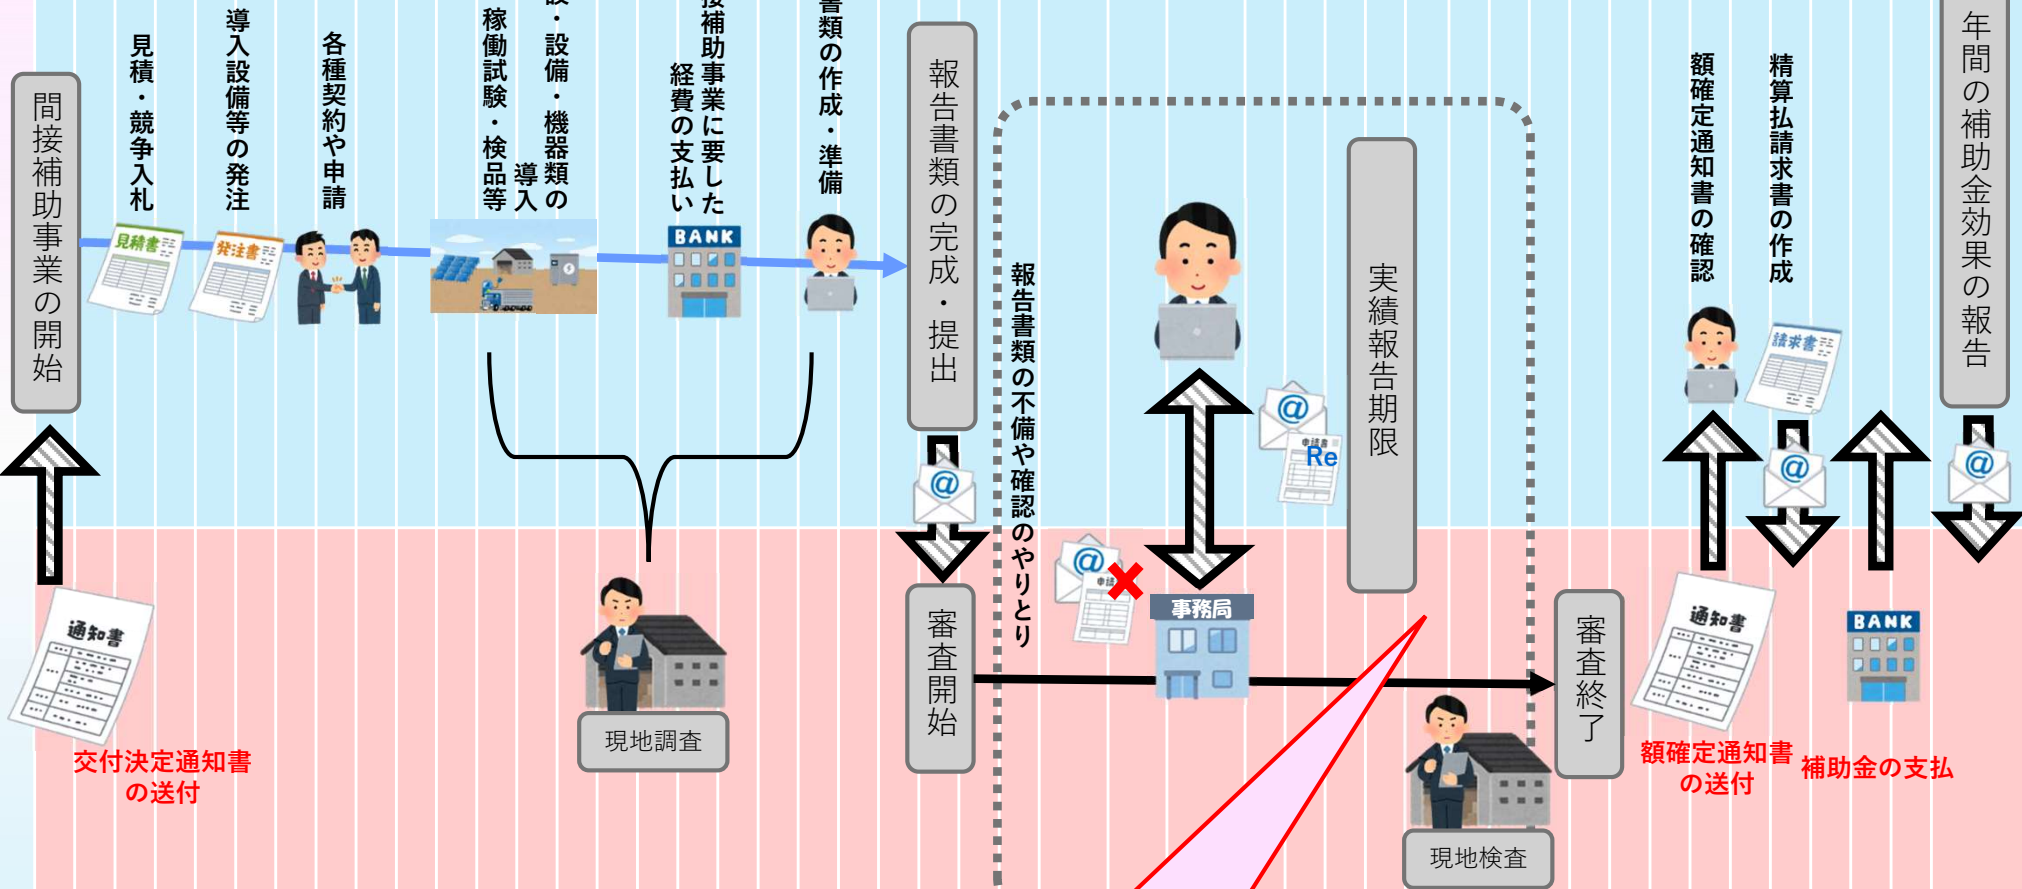 間接補助事業の開始
見積・競争入札
導入設備等の発注
各種契約や申請
設・設備・機器類の
導入
稼働試験・検品等
接補助事業に要した
経費の支払い
書類の作成・準備
報告書類の完成・提出
見積書
発注書
BANK
報告書類の不備や確認のやりとり
実績報告期限
額確定通知書の確認
精算払請求書の作成
年間の補助金効果の報告
請求書
@
申請書
Re
@
@
@
@
申請
通知書
交付決定通知書
の送付
現地調査
審査開始
事務局
現地検査
審査終了
通知書
額確定通知書
の送付
BANK
補助金の支払